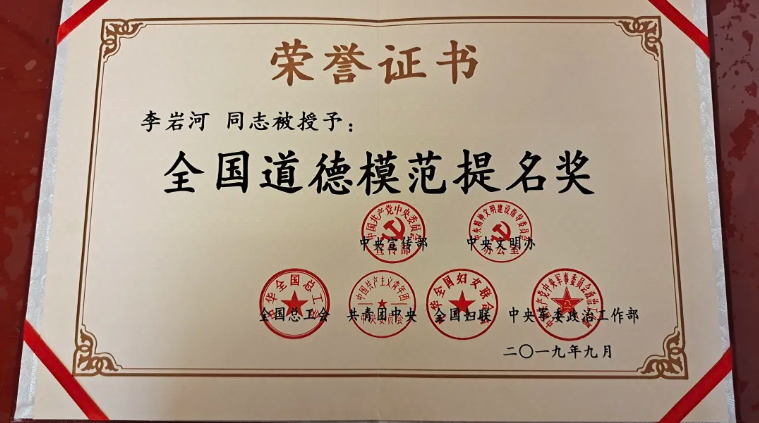 荣誉证书
李岩河 同志被授予：
全国道德模范提名奖
中央宣传部 中央文明办
全国总工会 共青团中央 全国妇联 中央军委政治工作部
二〇一九年九月